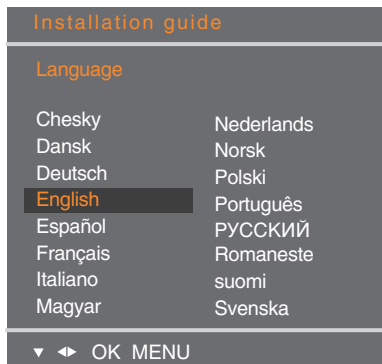 Installation guide
Language
Chesky
Dansk
Deutsch
English
Español
Français
Italiano
Magyar
Nederlands
Norsk
Polski
Português
РУССКИЙ
Romaneste
suomi
Svenska
OK MENU